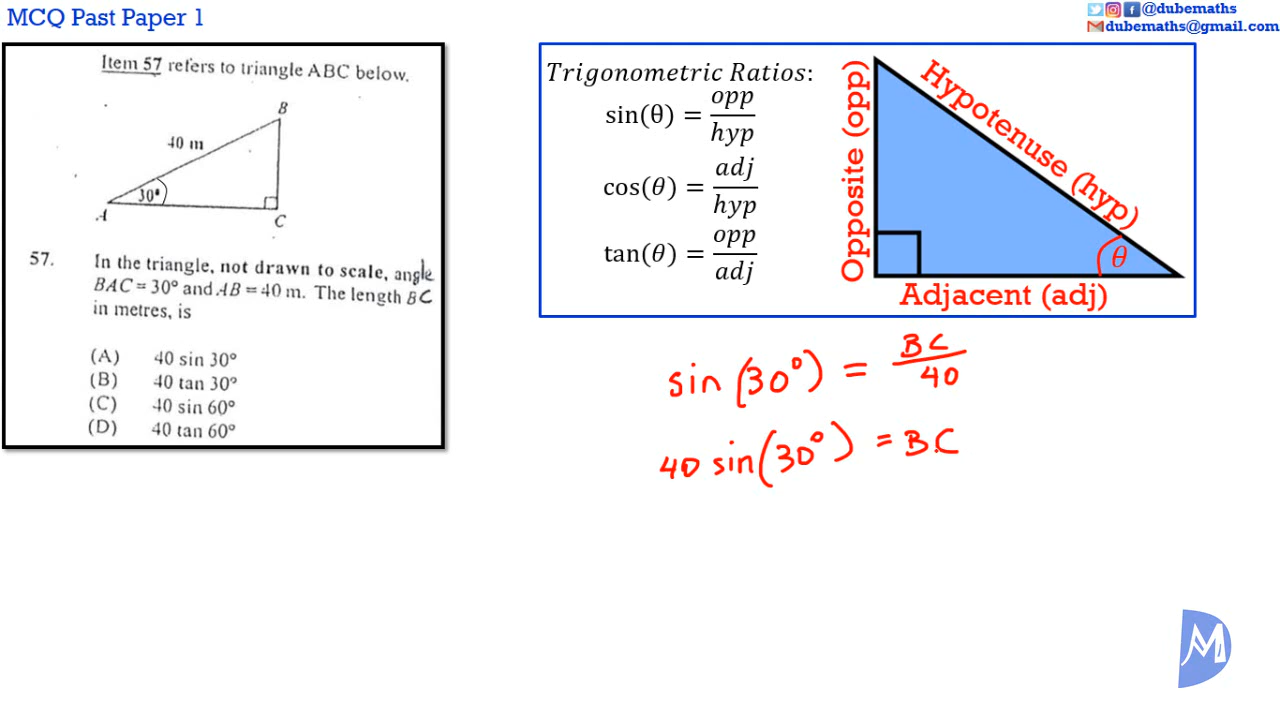 MCQ Past Paper 1
@dubemaths
dubemaths@gmail.com
Item 57 refers to triangle ABC below.
B
40 m
30°
A
C
57. In the triangle, not drawn to scale, angle
BAC = 30° and AB = 40 m. The length BC
in metres, is
(A) 40 sin 30°
(B) 40 tan 30°
(C) 40 sin 60°
(D) 40 tan 60°
Trigonometric Ratios:
sin(θ) = opp/hyp
cos(θ) = adj/hyp
tan(θ) = opp/adj
Opposite (opp)
Hypotenuse (hyp)
θ
Adjacent (adj)
sin(30°) = BC/40
40 sin(30°) = BC
M